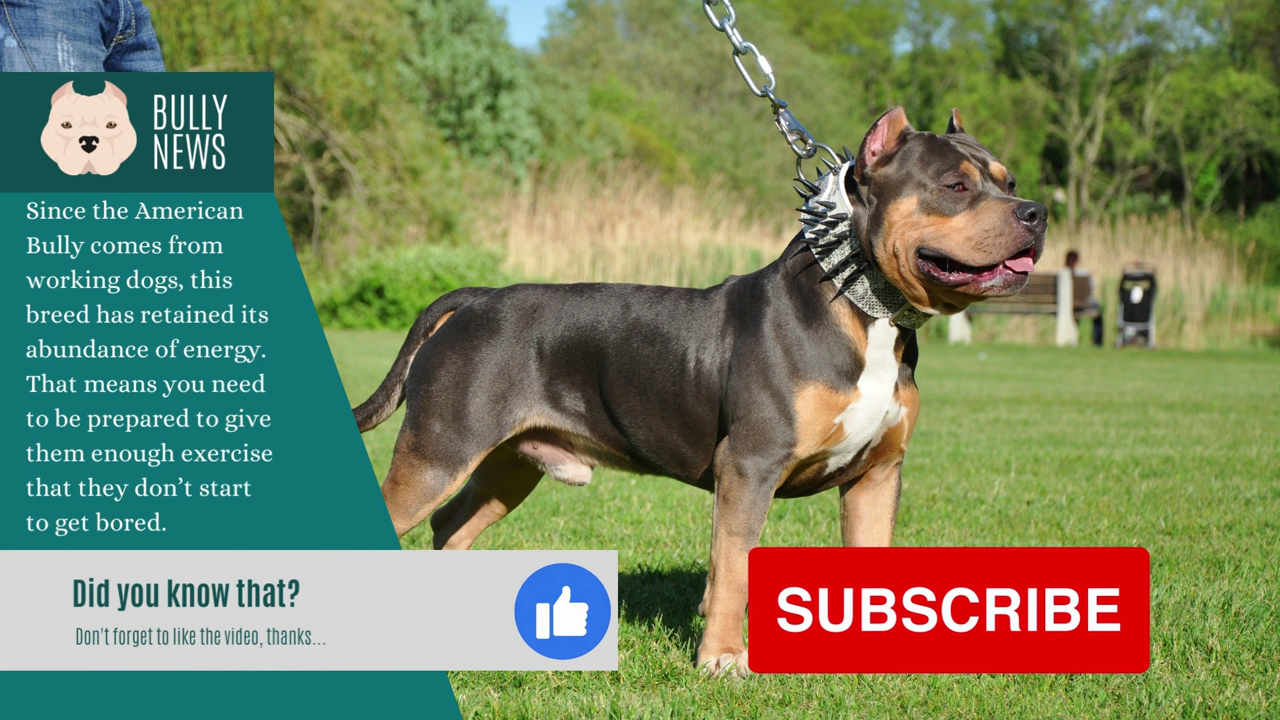 BULLY
NEWS
Since the American
Bully comes from
working dogs, this
breed has retained its
abundance of energy.
That means you need
to be prepared to give
them enough exercise
that they don’t start
to get bored.
Did you know that?
Don't forget to like the video, thanks...
SUBSCRIBE